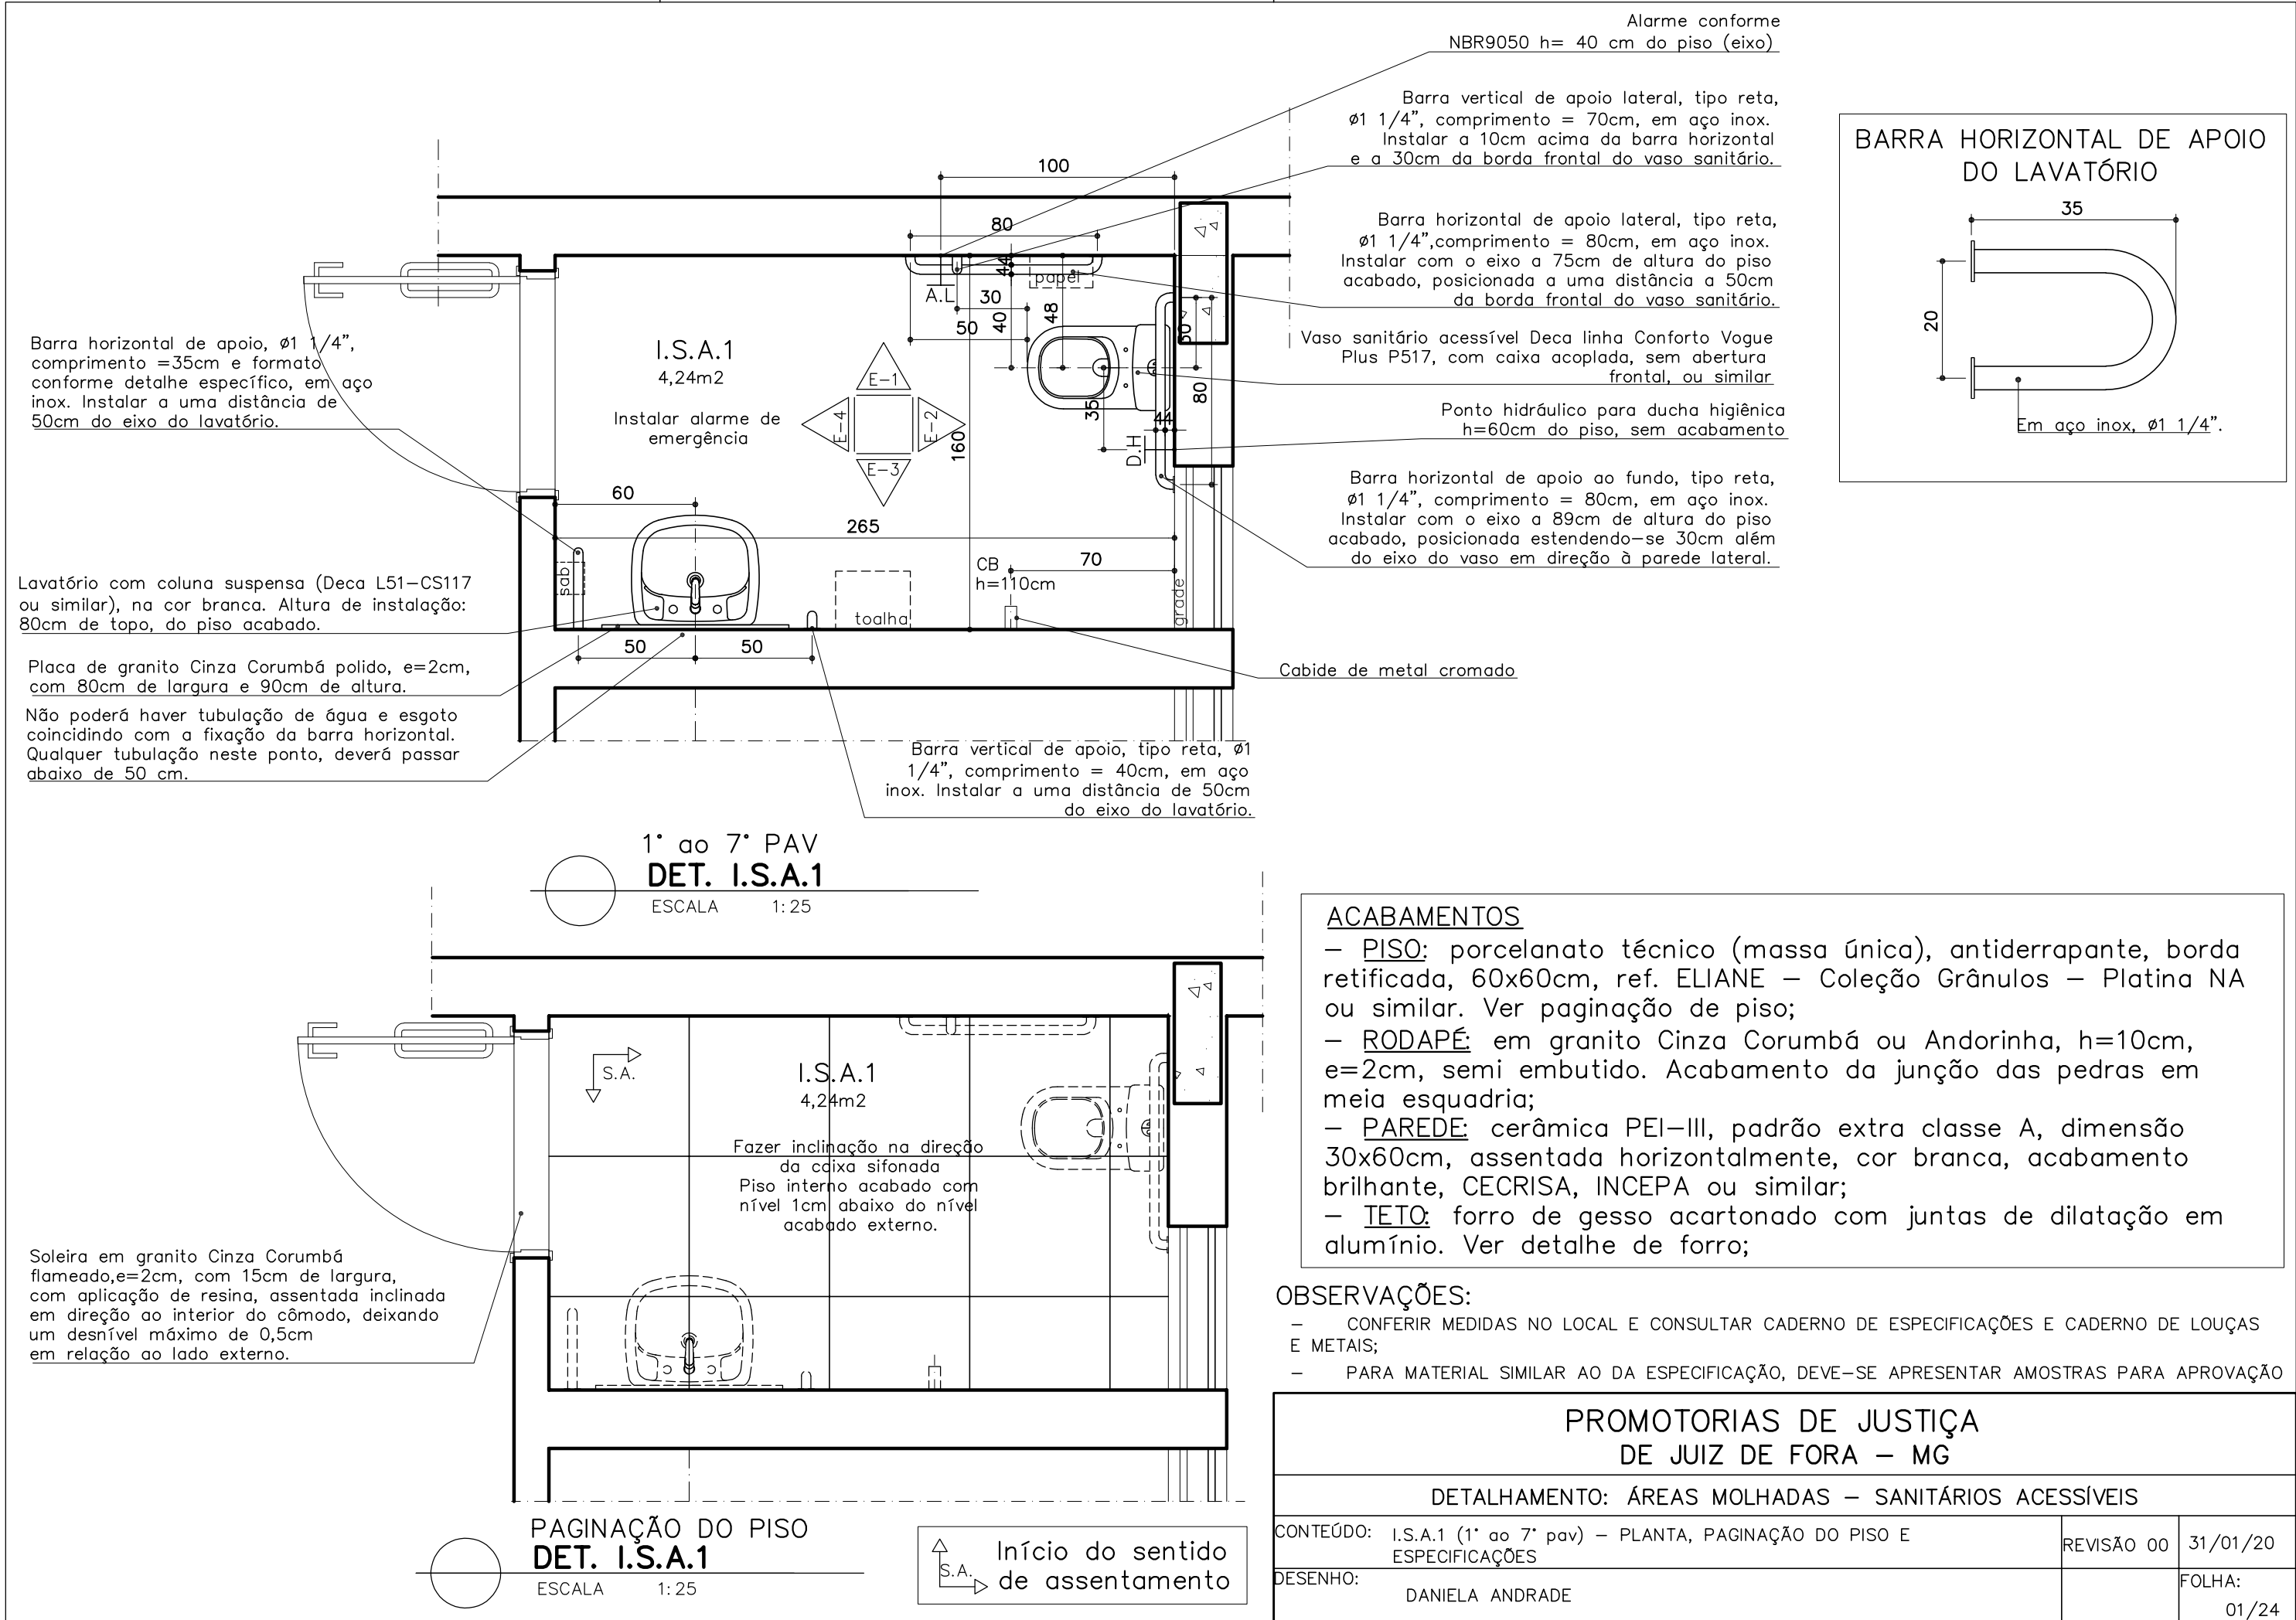 Alarme conforme
NBR9050 h= 40 cm do piso (eixo)
Barra vertical de apoio lateral, tipo reta,
ø1 1/4", comprimento = 70cm, em aço inox.
Instalar a 10cm acima da barra horizontal
e a 30cm da borda frontal do vaso sanitário.
Barra horizontal de apoio lateral, tipo reta,
ø1 1/4",comprimento = 80cm, em aço inox.
Instalar com o eixo a 75cm de altura do piso
acabado, posicionada a uma distância a 50cm
da borda frontal do vaso sanitário.
Vaso sanitário acessível Deca linha Conforto Vogue
Plus P517, com caixa acoplada, sem abertura
frontal, ou similar
Ponto hidráulico para ducha higiênica
h=60cm do piso, sem acabamento
Barra horizontal de apoio ao fundo, tipo reta,
ø1 1/4", comprimento = 80cm, em aço inox.
Instalar com o eixo a 89cm de altura do piso
acabado, posicionada estendendo-se 30cm além
do eixo do vaso em direção à parede lateral.
Cabide de metal cromado
BARRA HORIZONTAL DE APOIO
DO LAVATÓRIO
35
20
Em aço inox, ø1 1/4".
100
80
44
papel
A.L
30
40
48
50
I.S.A.1
4,24m2
Instalar alarme de
emergência
E-1
E-4
E-2
E-3
160
35
80
44
D.H
60
265
70
CB
h=110cm
sab.
toalha
grade
50
50
Barra horizontal de apoio, ø1 1/4",
comprimento =35cm e formato
conforme detalhe específico, em aço
inox. Instalar a uma distância de
50cm do eixo do lavatório.
Lavatório com coluna suspensa (Deca L51-CS117
ou similar), na cor branca. Altura de instalação:
80cm de topo, do piso acabado.
Placa de granito Cinza Corumbá polido, e=2cm,
com 80cm de largura e 90cm de altura.
Não poderá haver tubulação de água e esgoto
coincidindo com a fixação da barra horizontal.
Qualquer tubulação neste ponto, deverá passar
abaixo de 50 cm.
Barra vertical de apoio, tipo reta, ø1
1/4", comprimento = 40cm, em aço
inox. Instalar a uma distância de 50cm
do eixo do lavatório.
1° ao 7° PAV
DET. I.S.A.1
ESCALA 1:25
S.A.
I.S.A.1
4,24m2
Fazer inclinação na direção
da caixa sifonada
Piso interno acabado com
nível 1cm abaixo do nível
acabado externo.
Soleira em granito Cinza Corumbá
flameado,e=2cm, com 15cm de largura,
com aplicação de resina, assentada inclinada
em direção ao interior do cômodo, deixando
um desnível máximo de 0,5cm
em relação ao lado externo.
PAGINAÇÃO DO PISO
DET. I.S.A.1
ESCALA 1:25
S.A.
Início do sentido
de assentamento
ACABAMENTOS
– PISO: porcelanato técnico (massa única), antiderrapante, borda
retificada, 60x60cm, ref. ELIANE – Coleção Grânulos – Platina NA
ou similar. Ver paginação de piso;
– RODAPÉ: em granito Cinza Corumbá ou Andorinha, h=10cm,
e=2cm, semi embutido. Acabamento da junção das pedras em
meia esquadria;
– PAREDE: cerâmica PEI-III, padrão extra classe A, dimensão
30x60cm, assentada horizontalmente, cor branca, acabamento
brilhante, CECRISA, INCEPA ou similar;
– TETO: forro de gesso acartonado com juntas de dilatação em
alumínio. Ver detalhe de forro;
OBSERVAÇÕES:
– CONFERIR MEDIDAS NO LOCAL E CONSULTAR CADERNO DE ESPECIFICAÇÕES E CADERNO DE LOUÇAS
E METAIS;
– PARA MATERIAL SIMILAR AO DA ESPECIFICAÇÃO, DEVE-SE APRESENTAR AMOSTRAS PARA APROVAÇÃO
PROMOTORIAS DE JUSTIÇA
DE JUIZ DE FORA – MG
DETALHAMENTO: ÁREAS MOLHADAS – SANITÁRIOS ACESSÍVEIS
CONTEÚDO: I.S.A.1 (1° ao 7° pav) – PLANTA, PAGINAÇÃO DO PISO E
ESPECIFICAÇÕES
REVISÃO 00
31/01/20
DESENHO:
DANIELA ANDRADE
FOLHA:
01/24